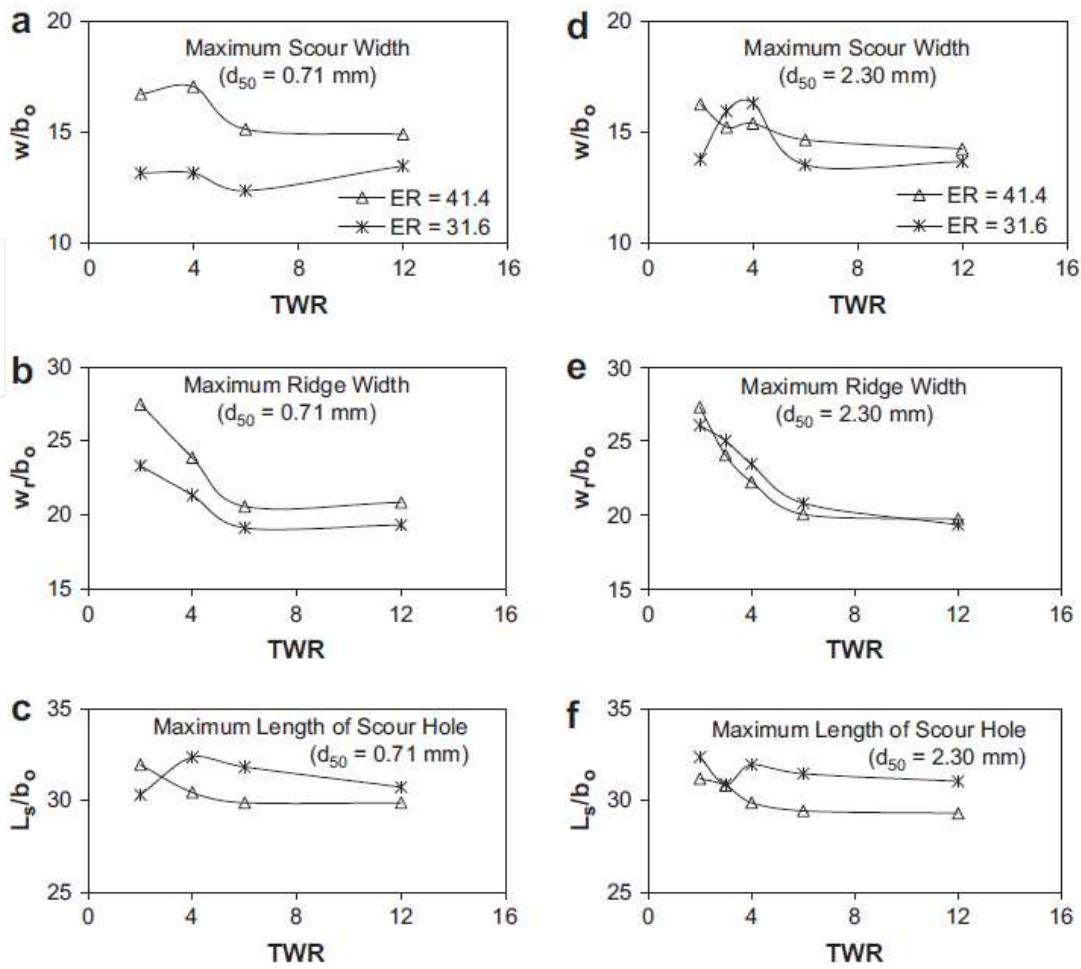 a
20
15
10
w/bₒ
Maximum Scour Width
(d₅₀ = 0.71 mm)
ER = 41.4
ER = 31.6
0 4 8 12 16
TWR
d
20
15
10
w/bₒ
Maximum Scour Width
(d₅₀ = 2.30 mm)
ER = 41.4
ER = 31.6
0 4 8 12 16
TWR
b
30
25
20
15
wᵣ/bₒ
Maximum Ridge Width
(d₅₀ = 0.71 mm)
0 4 8 12 16
TWR
e
30
25
20
15
wᵣ/bₒ
Maximum Ridge Width
(d₅₀ = 2.30 mm)
0 4 8 12 16
TWR
c
35
30
25
Lₛ/bₒ
Maximum Length of Scour Hole
(d₅₀ = 0.71 mm)
0 4 8 12 16
TWR
f
35
30
25
Lₛ/bₒ
Maximum Length of Scour Hole
(d₅₀ = 2.30 mm)
0 4 8 12 16
TWR